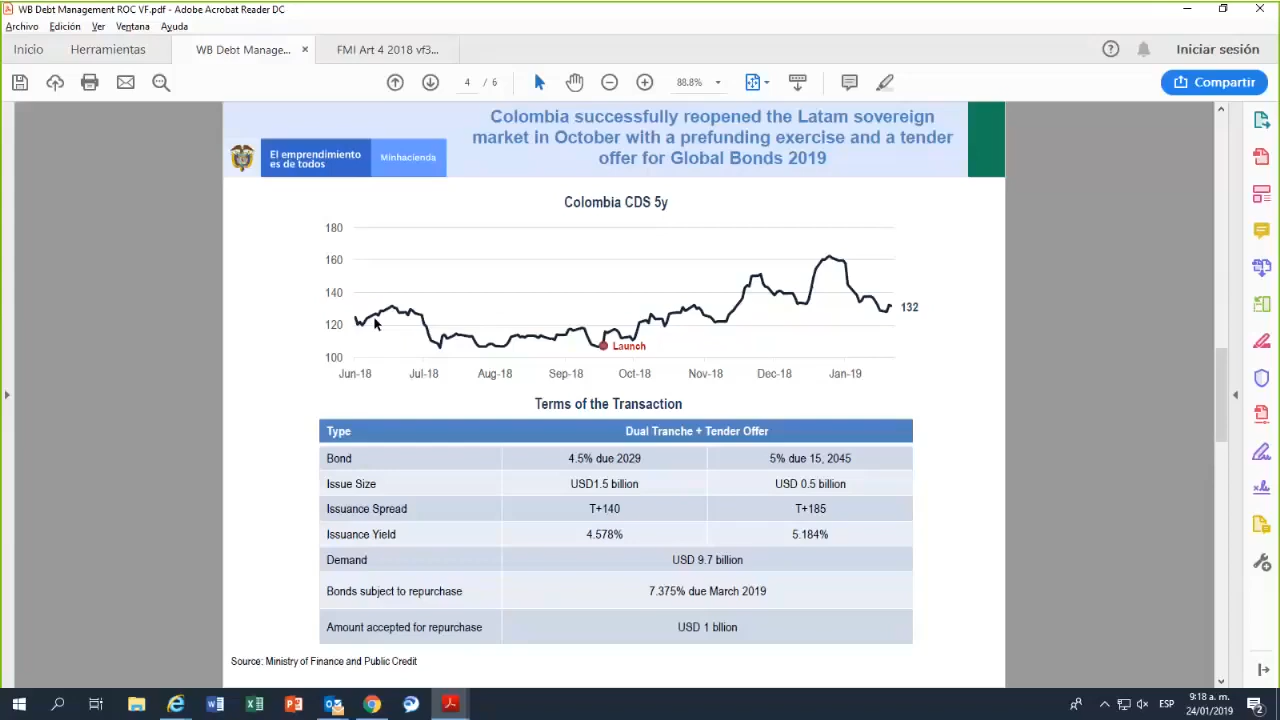 WB Debt Management ROC VF.pdf - Adobe Acrobat Reader DC
Archivo Edición Ver Ventana Ayuda
Inicio Herramientas WB Debt Manage... × FMI Art 4 2018 vf3... Iniciar sesión
4 / 6 88.8% Compartir
Colombia successfully reopened the Latam sovereign
market in October with a prefunding exercise and a tender
offer for Global Bonds 2019
El emprendimiento
es de todos
Minhacienda
Colombia CDS 5y
180
160
140
120
100
132
Launch
Jun-18 Jul-18 Aug-18 Sep-18 Oct-18 Nov-18 Dec-18 Jan-19
Terms of the Transaction
Type Dual Tranche + Tender Offer
Bond 4.5% due 2029 5% due 15, 2045
Issue Size USD1.5 billion USD 0.5 billion
Issuance Spread T+140 T+185
Issuance Yield 4.578% 5.184%
Demand USD 9.7 billion
Bonds subject to repurchase 7.375% due March 2019
Amount accepted for repurchase USD 1 bllion
Source: Ministry of Finance and Public Credit
ESP
9:18 a. m.
24/01/2019
2